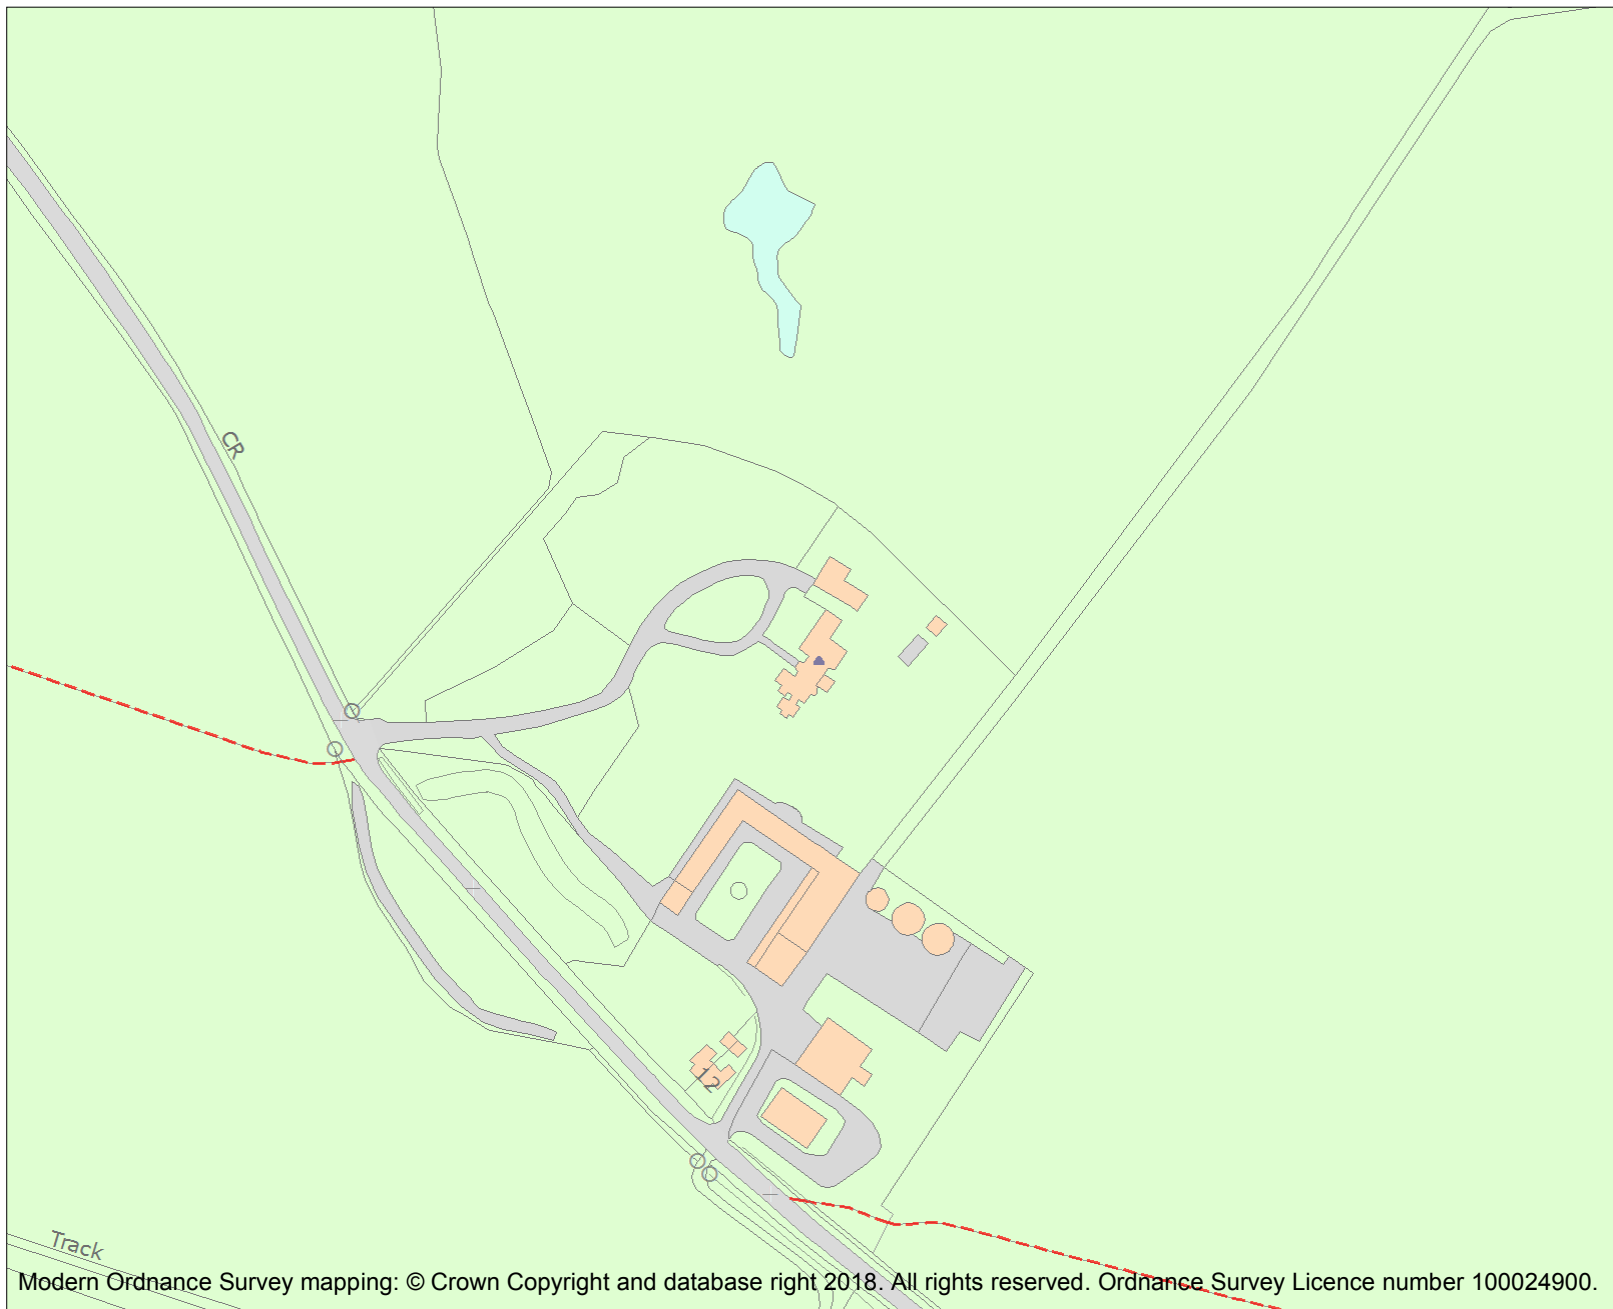 CR
12
Track
Modern Ordnance Survey mapping: © Crown Copyright and database right 2018. All rights reserved. Ordnance Survey Licence number 100024900.